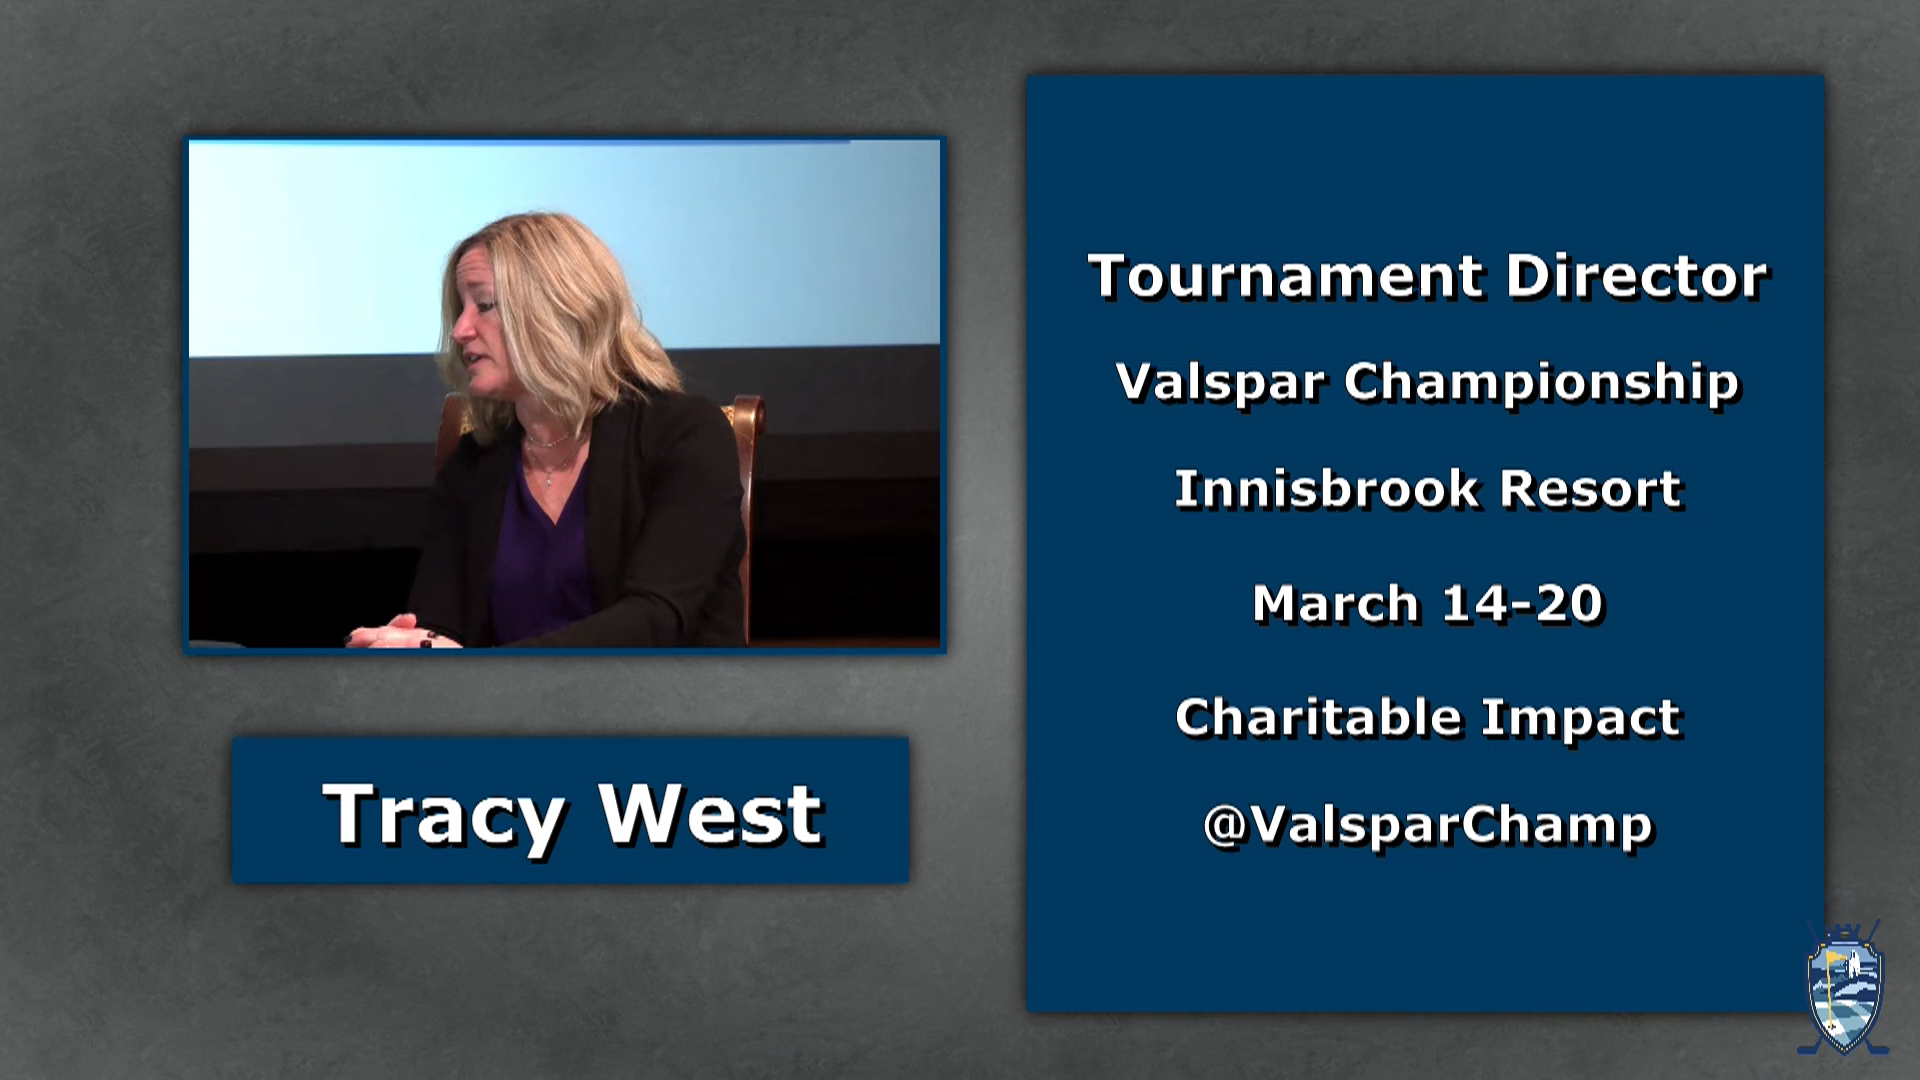 Tracy West
Tournament Director
Valspar Championship
Innisbrook Resort
March 14-20
Charitable Impact
@ValsparChamp